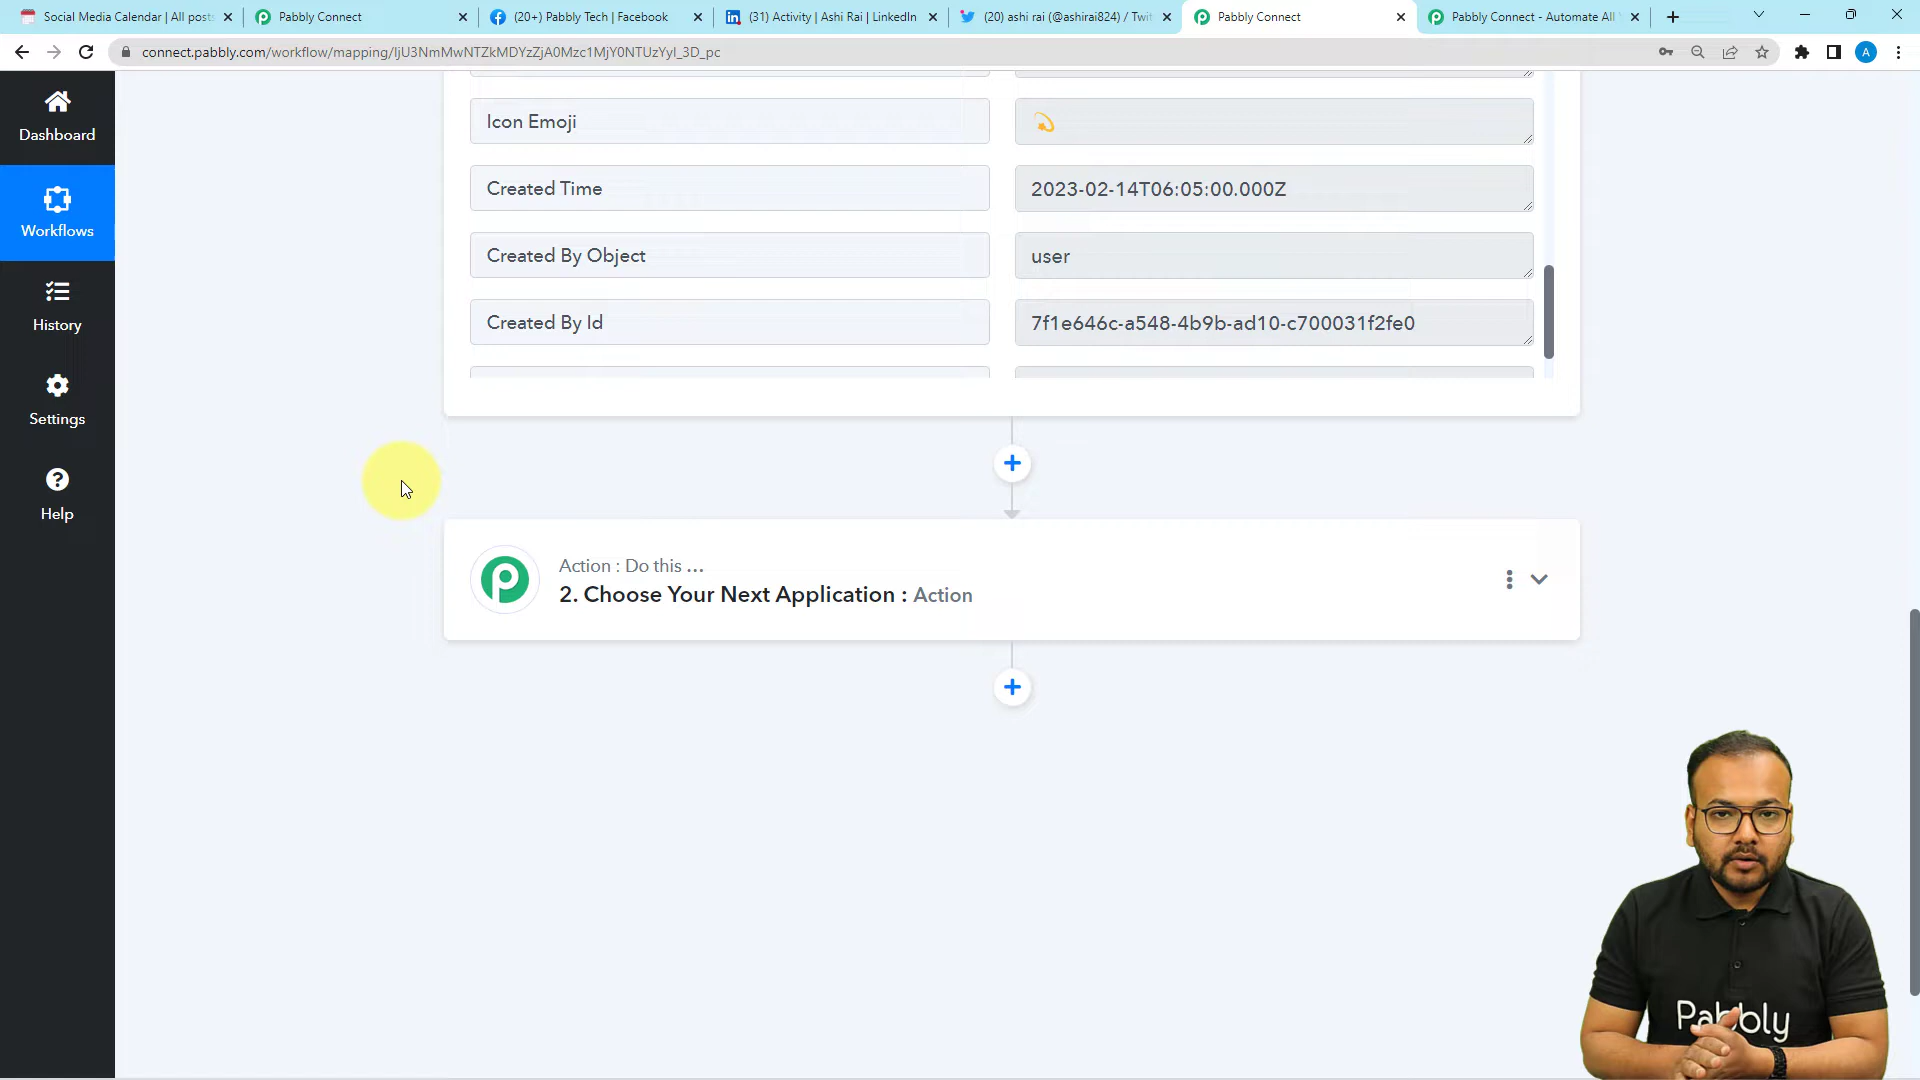 Social Media Calendar | All posts
Pabbly Connect
(20+) Pabbly Tech | Facebook
(31) Activity | Ashi Rai | LinkedIn
(20) ashi rai (@ashirai824) / Twit
Pabbly Connect
Pabbly Connect - Automate All
connect.pabbly.com/workflow/mapping/IjU3NmMwNTZkMDYzZjA0Mzc1MjY0NTUzYyI_3D_pc
A
Dashboard
Workflows
History
Settings
Help
Icon Emoji
Created Time
2023-02-14T06:05:00.000Z
Created By Object
user
Created By Id
7f1e646c-a548-4b9b-ad10-c700031f2fe0
Action : Do this ...
2. Choose Your Next Application : Action
Pabbly